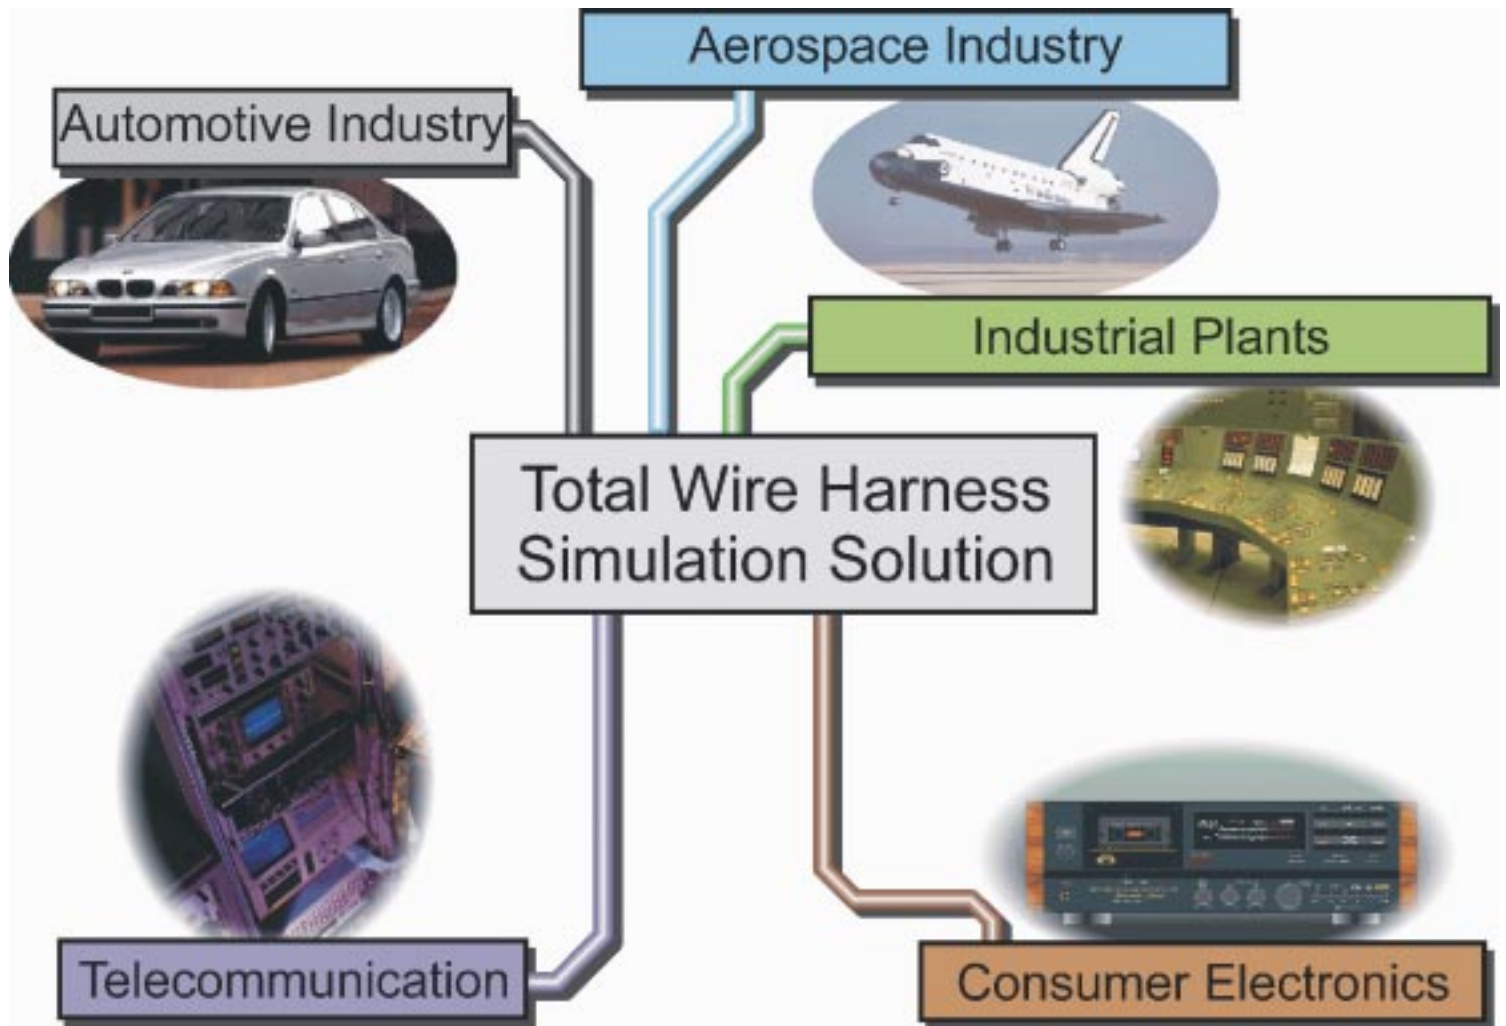 Aerospace Industry
Automotive Industry
Industrial Plants
Total Wire Harness
Simulation Solution
Telecommunication
Consumer Electronics